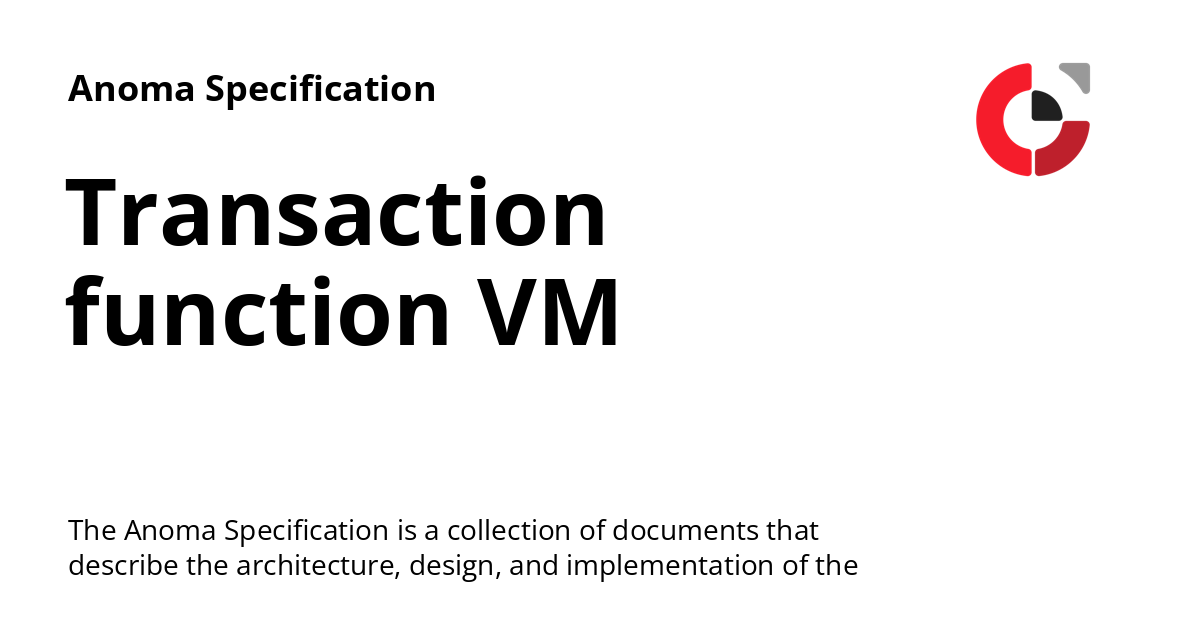 Anoma Specification
Transaction
function VM
The Anoma Specification is a collection of documents that
describe the architecture, design, and implementation of the